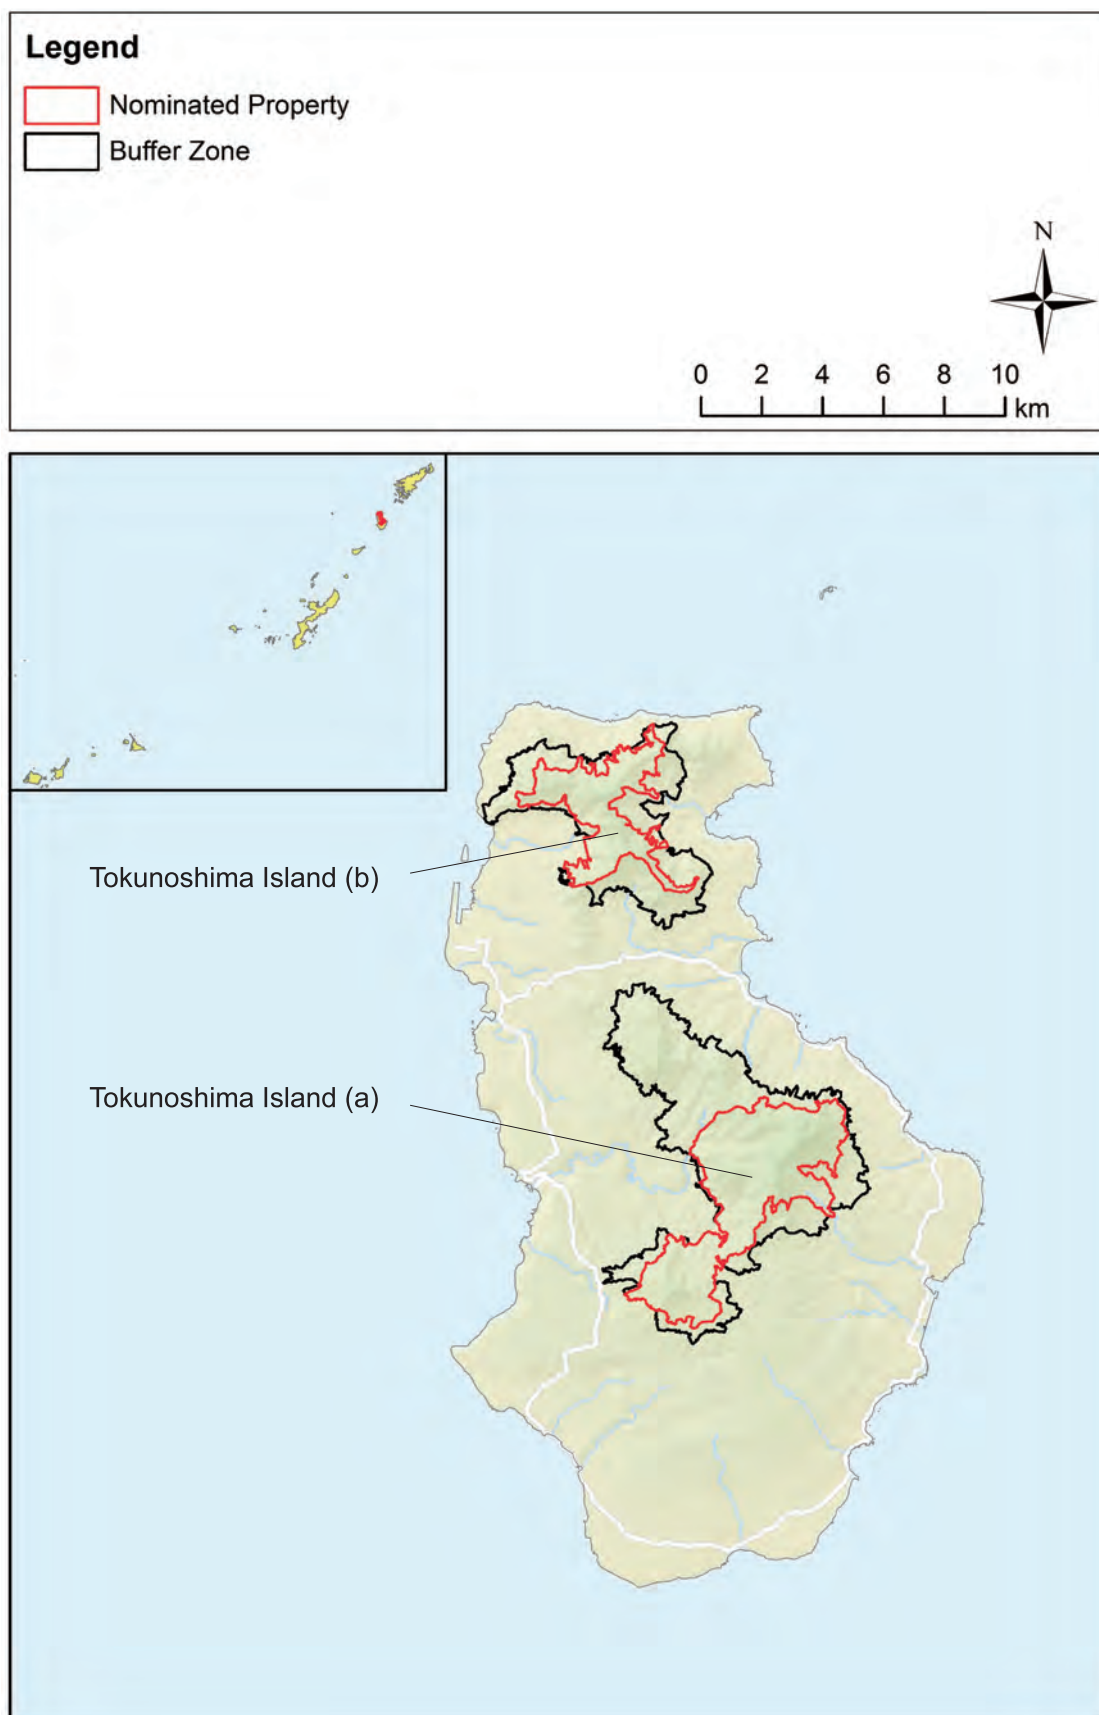 Legend
Nominated Property
Buffer Zone
N
0 2 4 6 8 10
km
Tokunoshima Island (b)
Tokunoshima Island (a)